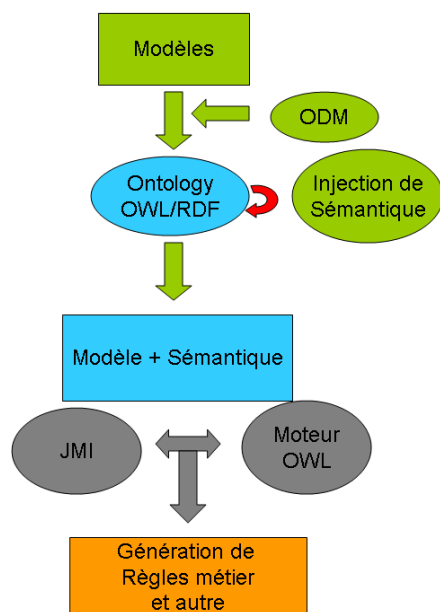 Modèles
ODM
Ontology
OWL/RDF
Injection de
Sémantique
Modèle + Sémantique
JMI
Moteur
OWL
Génération de
Règles métier
et autre